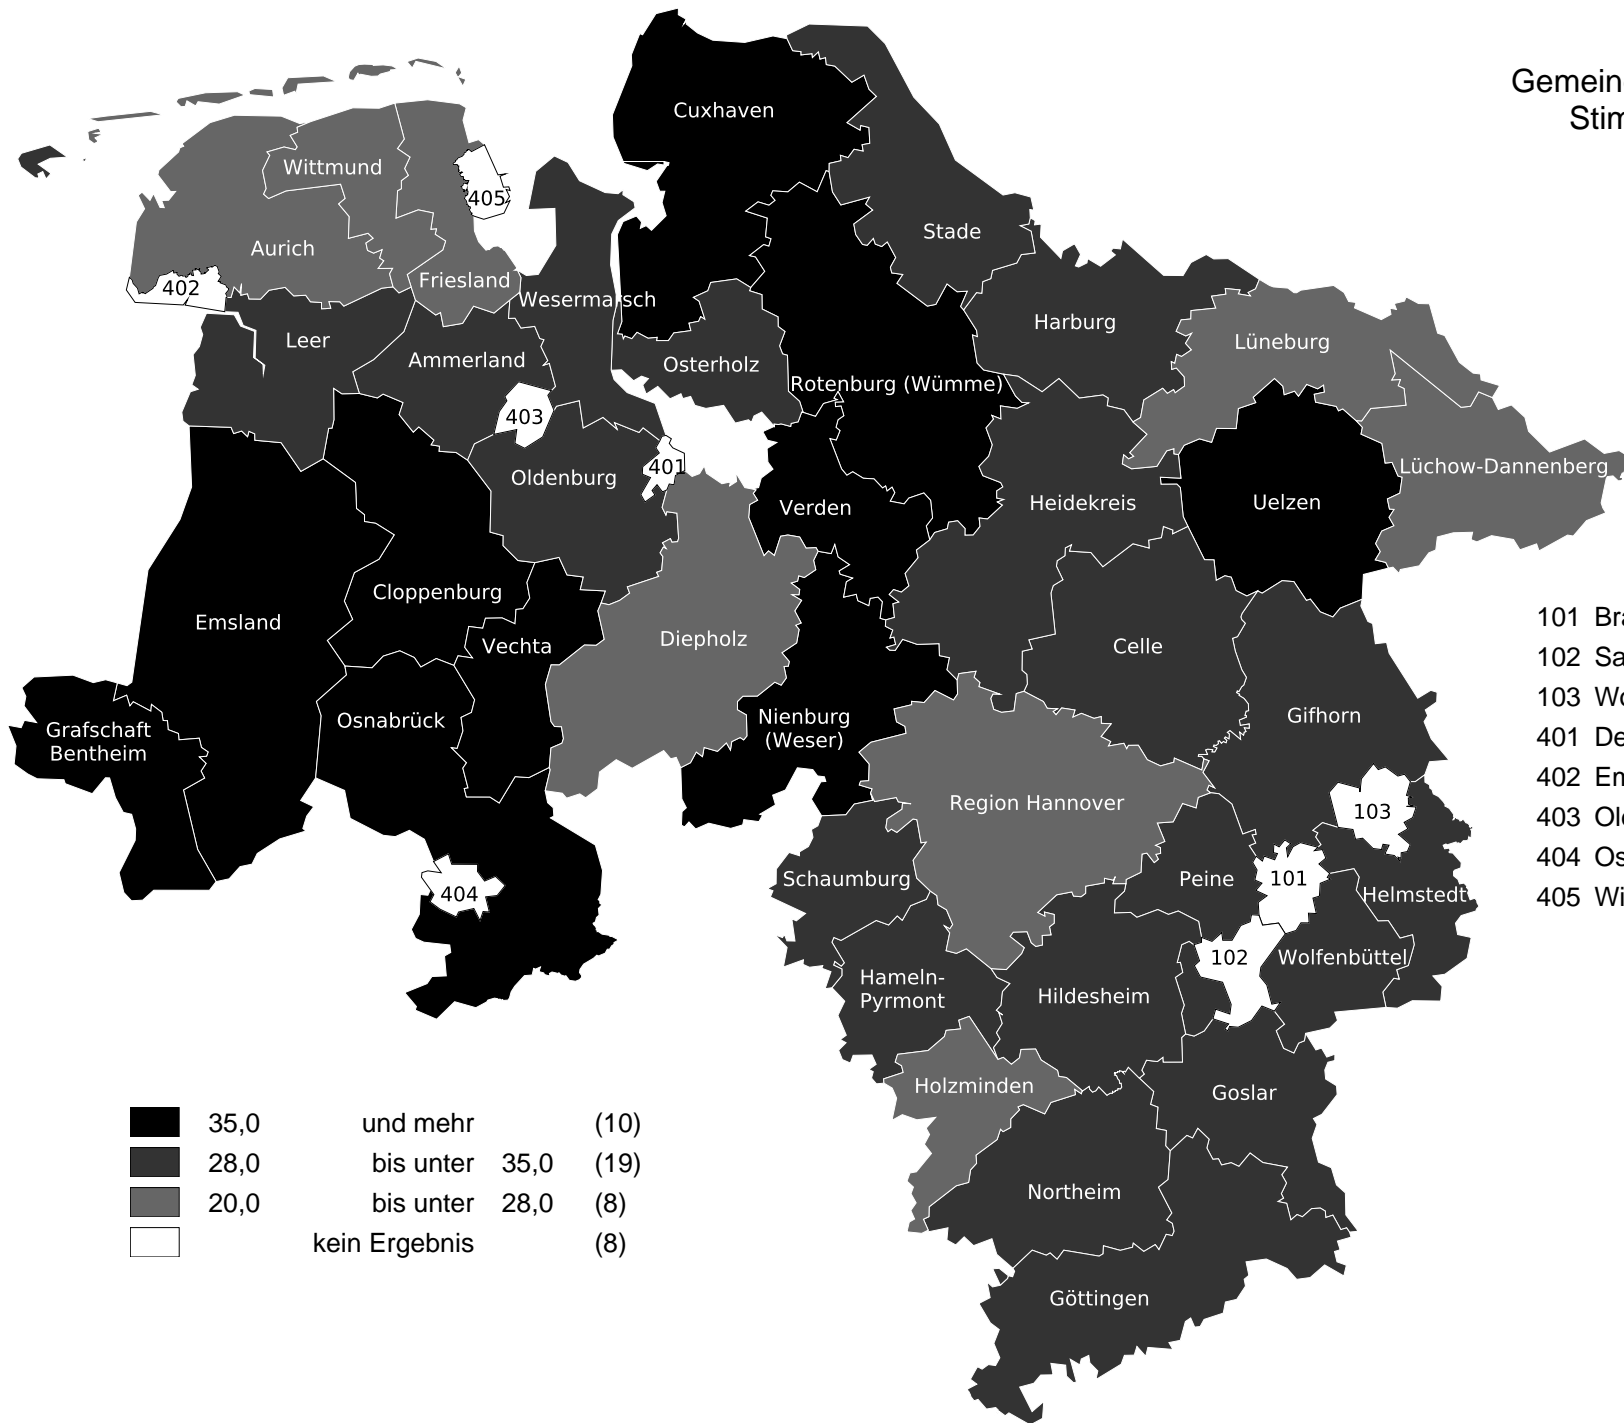 Gemein
Stim
Cuxhaven
Wittmund
405
Stade
Aurich
402
Friesland
Wesermarsch
Harburg
Leer
Lüneburg
Ammerland
Osterholz
Rotenburg (Wümme)
403
401
Lüchow-Dannenberg
Oldenburg
Heidekreis
Uelzen
Verden
Cloppenburg
Emsland
Diepholz
Vechta
Celle
101 Bra
102 Sa
103 Wo
401 De
402 Em
403 Old
404 Os
405 Wi
Grafschaft
Bentheim
Osnabrück
Nienburg
(Weser)
Gifhorn
Region Hannover
103
Schaumburg
Peine
101
Helmstedt
404
102
Wolfenbüttel
Hameln-
Pyrmont
Hildesheim
Holzminden
Goslar
Northeim
Göttingen
35,0 und mehr (10)
28,0 bis unter 35,0 (19)
20,0 bis unter 28,0 (8)
kein Ergebnis (8)